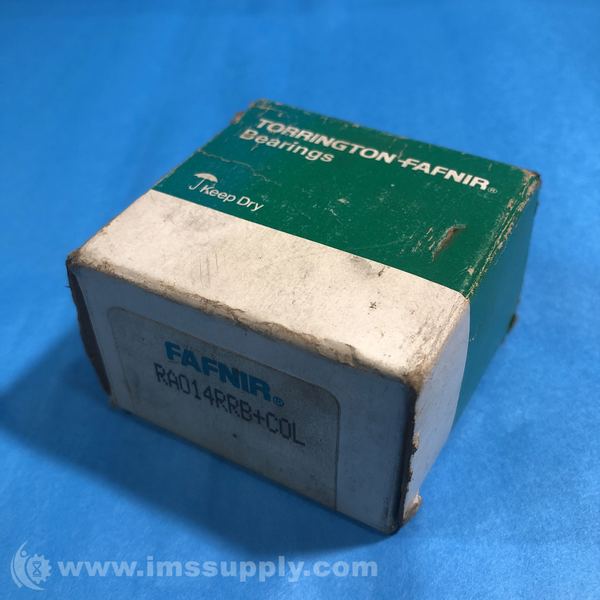 TORRINGTON-FAFNIR®
Bearings
Keep Dry
FAFNIR®
RA014RRB+COL
www.imssupply.com